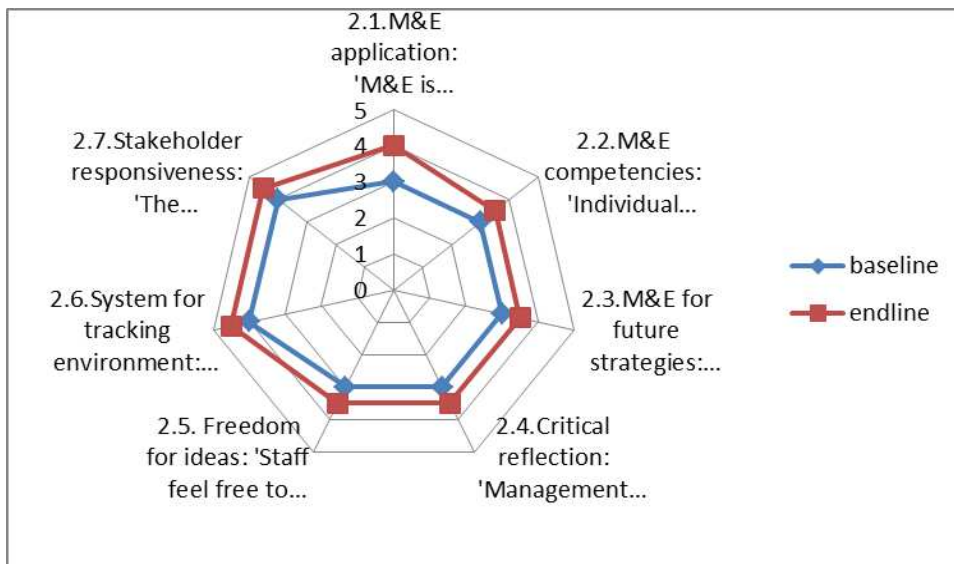 2.1.M&E
application:
'M&E is...
5
4
3
2
1
0
2.2.M&E
competencies:
'Individual...
2.3.M&E for
future
strategies:...
2.4.Critical
reflection:
'Management...
2.5. Freedom
for ideas: 'Staff
feel free to...
2.6.System for
tracking
environment:...
2.7.Stakeholder
responsiveness:
'The...
baseline
endline